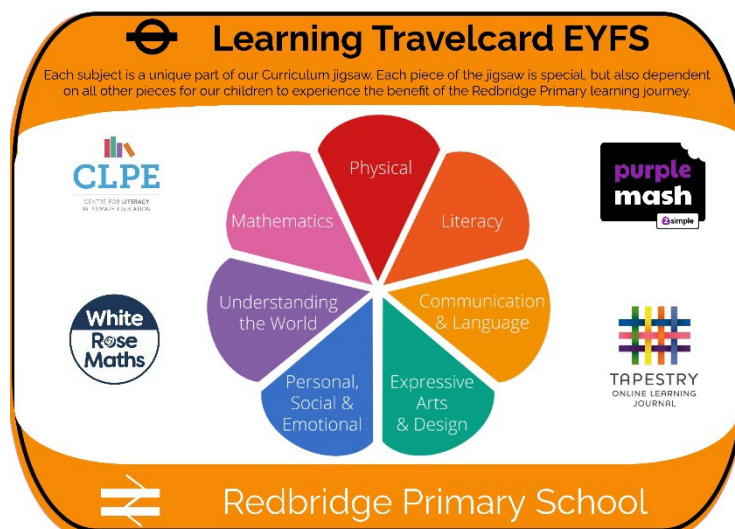 Learning Travelcard EYFS
Each subject is a unique part of our Curriculum jigsaw. Each piece of the jigsaw is special, but also dependent
on all other pieces for our children to experience the benefit of the Redbridge Primary learning journey.
CLPE
CENTRE FOR LITERACY
IN PRIMARY EDUCATION
purple
mash
2simple
Physical
Mathematics
Literacy
Understanding
the World
Communication
& Language
Personal,
Social &
Emotional
Expressive
Arts
& Design
White
Rose
Maths
TAPESTRY
ONLINE LEARNING
JOURNAL
Redbridge Primary School